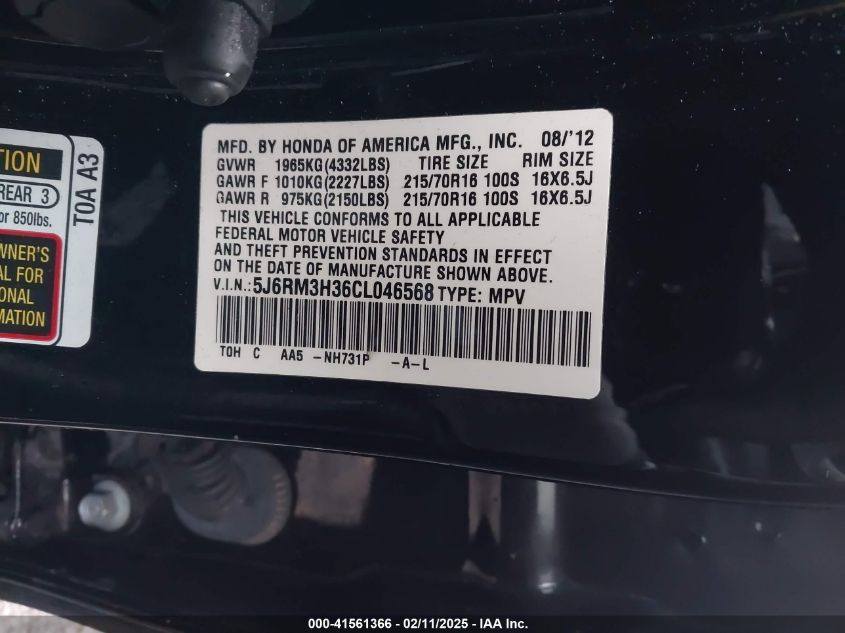 TION
REAR 3
or 850lbs.
WNER'S
AL FOR
IONAL
MATION
T0A A3
MFD. BY HONDA OF AMERICA MFG., INC. 08/'12
GVWR 1965KG(4332LBS) TIRE SIZE RIM SIZE
GAWR F 1010KG(2227LBS) 215/70R16 100S 16X6.5J
GAWR R 975KG(2150LBS) 215/70R16 100S 16X6.5J
THIS VEHICLE CONFORMS TO ALL APPLICABLE
FEDERAL MOTOR VEHICLE SAFETY
AND THEFT PREVENTION STANDARDS IN EFFECT
ON THE DATE OF MANUFACTURE SHOWN ABOVE.
V.I.N.: 5J6RM3H36CL046568 TYPE: MPV
T0H C AA5 -NH731P -A-L
000-41561366 - 02/11/2025 - IAA Inc.